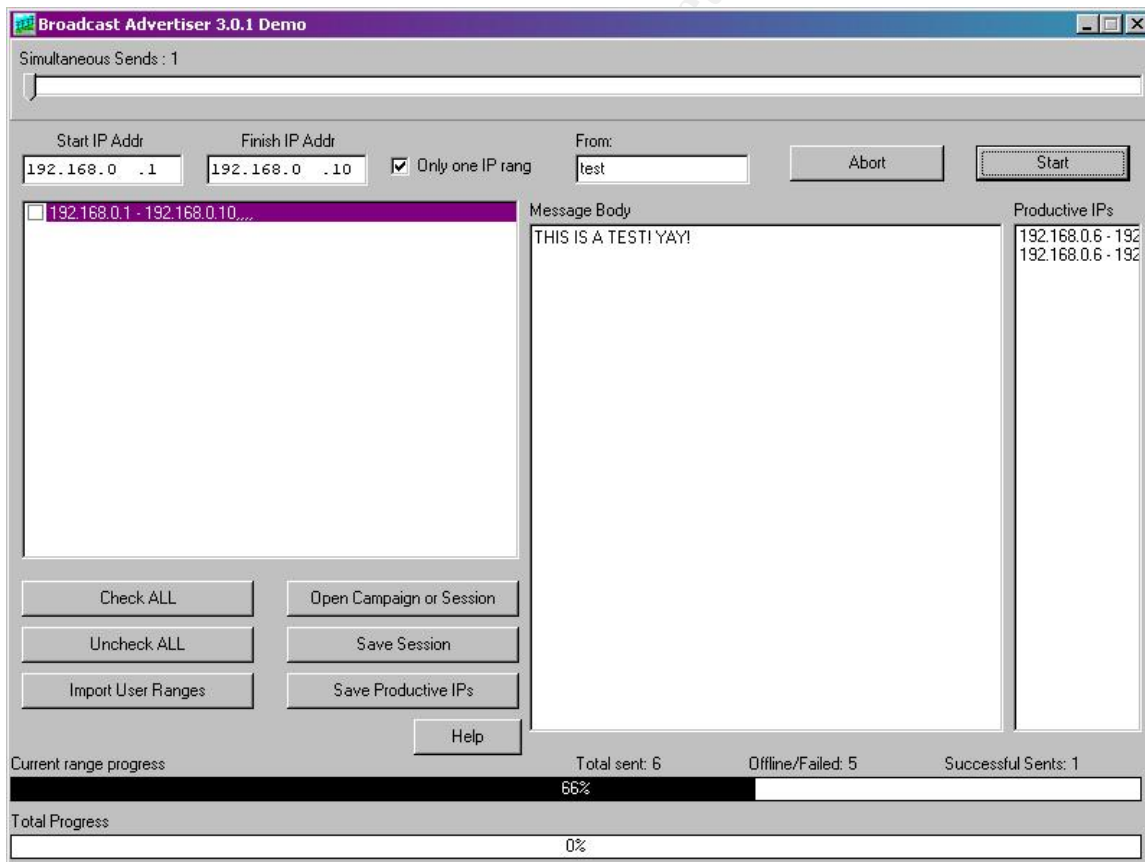 Broadcast Advertiser 3.0.1 Demo
Simultaneous Sends : 1
Start IP Addr
Finish IP Addr
From:
192.168.0 .1
192.168.0 .10
Only one IP rang
test
Abort
Start
192.168.0.1 - 192.168.0.10,,,,
Message Body
Productive IPs
THIS IS A TEST! YAY!
192.168.0.6 - 192
192.168.0.6 - 192
Check ALL
Open Campaign or Session
Uncheck ALL
Save Session
Import User Ranges
Save Productive IPs
Help
Current range progress
Total sent: 6
Offline/Failed: 5
Successful Sents: 1
66%
Total Progress
0%